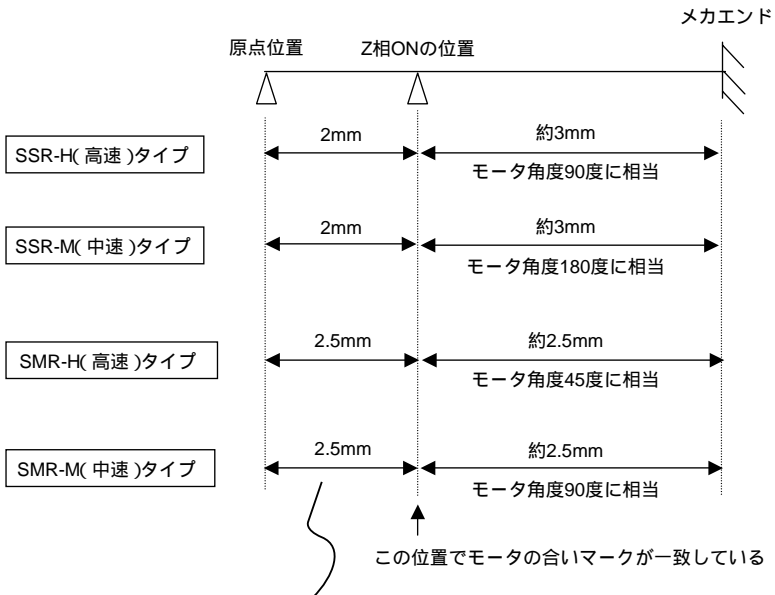 メカエンド
原点位置
Z相ONの位置
SSR-H(高速)タイプ
2mm
約3mm
モータ角度90度に相当
SSR-M(中速)タイプ
2mm
約3mm
モータ角度180度に相当
SMR-H(高速)タイプ
2.5mm
約2.5mm
モータ角度45度に相当
SMR-M(中速)タイプ
2.5mm
約2.5mm
モータ角度90度に相当
この位置でモータの合いマークが一致している